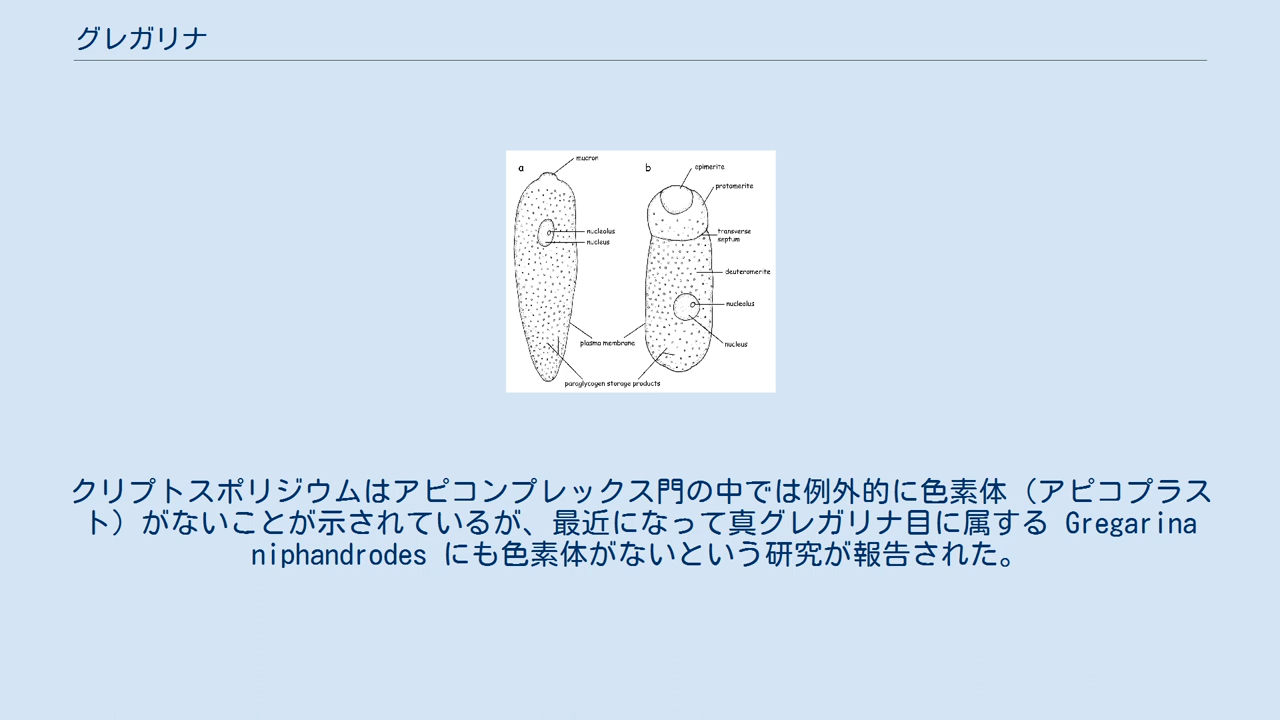 グレガリナ
a
mucron
nucleolus
nucleus
b
epimerite
protomerite
transverse
septum
deuteromerite
nucleolus
nucleus
plasma membrane
paraglycogen storage products
クリプトスポリジウムはアピコンプレックス門の中では例外的に色素体（アピコプラス
ト）がないことが示されているが、最近になって真グレガリナ目に属する Gregarina
niphandrodes にも色素体がないという研究が報告された。